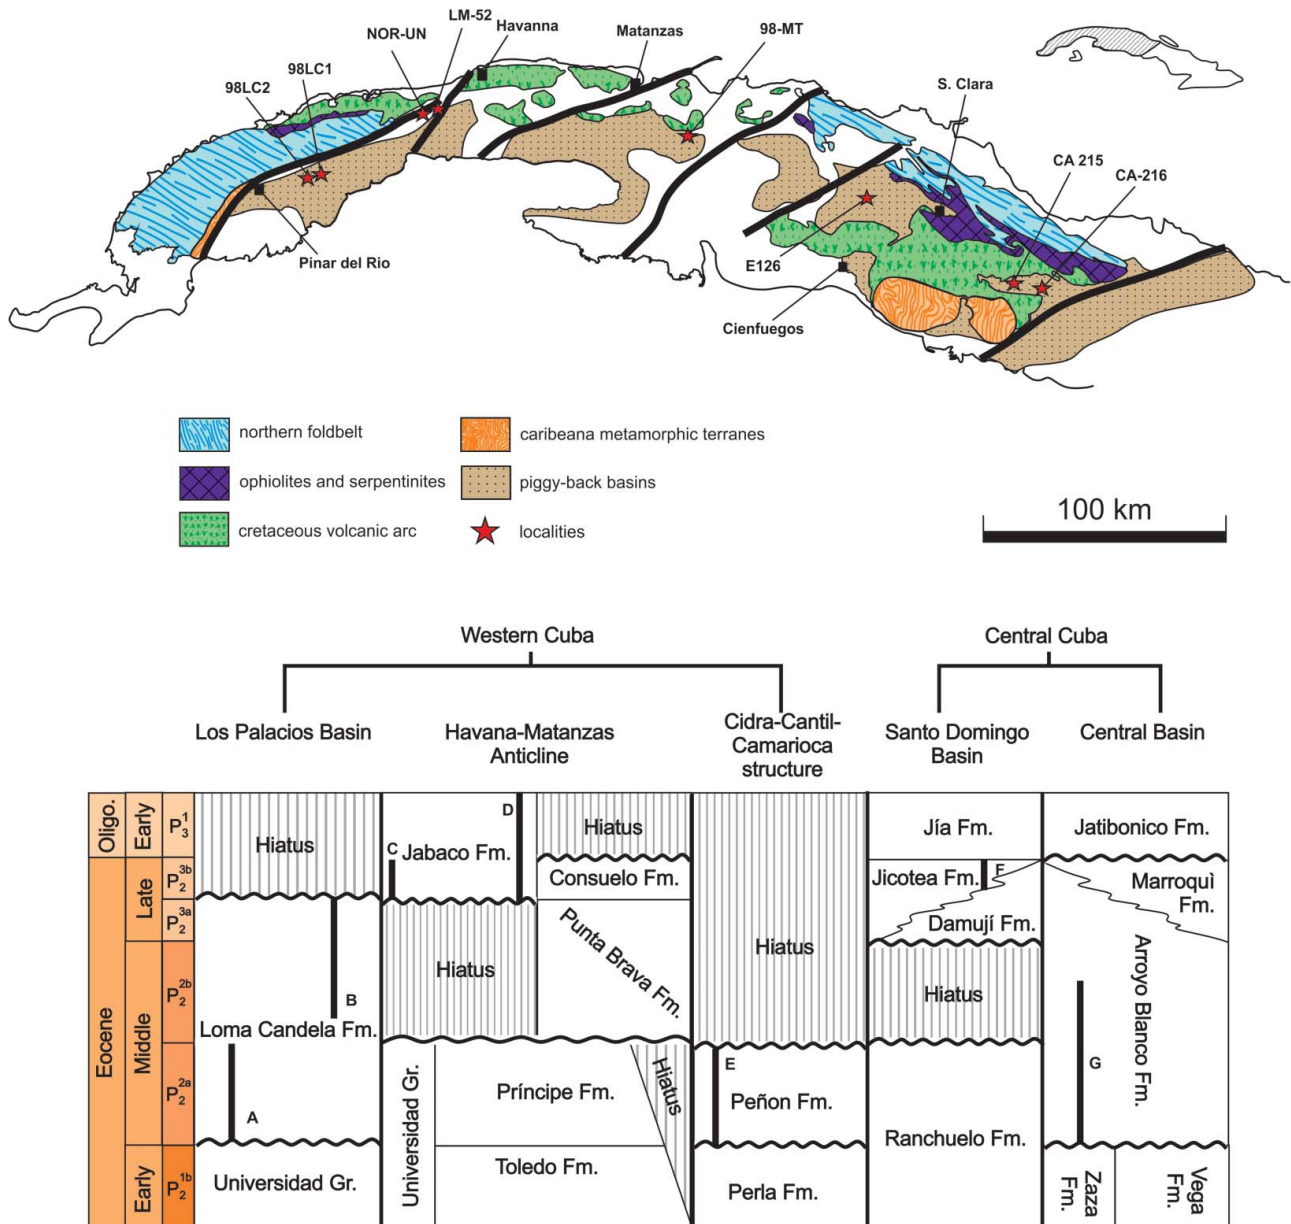 LM-52
NOR-UN
Havanna
Matanzas
98-MT
98LC1
98LC2
S. Clara
CA 215
CA-216
Pinar del Rio
E126
Cienfuegos
northern foldbelt
caribeana metamorphic terranes
ophiolites and serpentinites
piggy-back basins
cretaceous volcanic arc
localities
100 km
Western Cuba
Central Cuba
Los Palacios Basin
Havana-Matanzas
Anticline
Cidra-Cantil-
Camarioca
structure
Santo Domingo
Basin
Central Basin
Oligo.
Early
P₃¹
Hiatus
C
Jabaco Fm.
D
Hiatus
Jía Fm.
Jatibonico Fm.
Eocene
Late
P₂³ᵇ
Consuelo Fm.
Jicotea Fm.
F
Marroquì
Fm.
P₂³ᵃ
Punta Brava Fm.
Damují Fm.
Middle
P₂²ᵇ
B
Loma Candela Fm.
Hiatus
Hiatus
Hiatus
Arroyo Blanco Fm.
P₂²ᵃ
A
Universidad Gr.
Príncipe Fm.
Hiatus
E
Peñon Fm.
Ranchuelo Fm.
G
Early
P₂¹ᵇ
Universidad Gr.
Toledo Fm.
Perla Fm.
Zaza
Fm.
Vega
Fm.